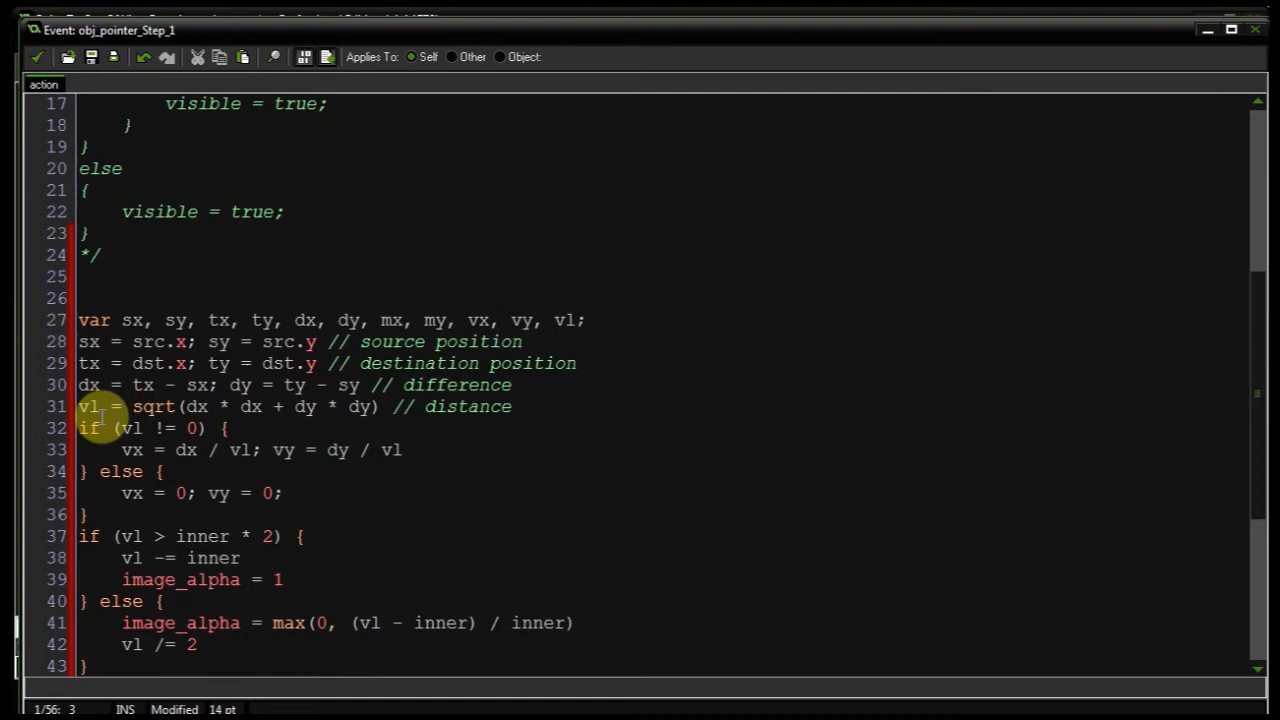 Event: obj_pointer_Step_1
Applies To: Self Other Object:
action
17 visible = true;
18 }
19 }
20 else
21 {
22 visible = true;
23 }
24 */
25
26
27 var sx, sy, tx, ty, dx, dy, mx, my, vx, vy, vl;
28 sx = src.x; sy = src.y // source position
29 tx = dst.x; ty = dst.y // destination position
30 dx = tx - sx; dy = ty - sy // difference
31 vl = sqrt(dx * dx + dy * dy) // distance
32 if (vl != 0) {
33 vx = dx / vl; vy = dy / vl
34 } else {
35 vx = 0; vy = 0;
36 }
37 if (vl > inner * 2) {
38 vl -= inner
39 image_alpha = 1
40 } else {
41 image_alpha = max(0, (vl - inner) / inner)
42 vl /= 2
43 }
1/56: 3 INS Modified 14 pt